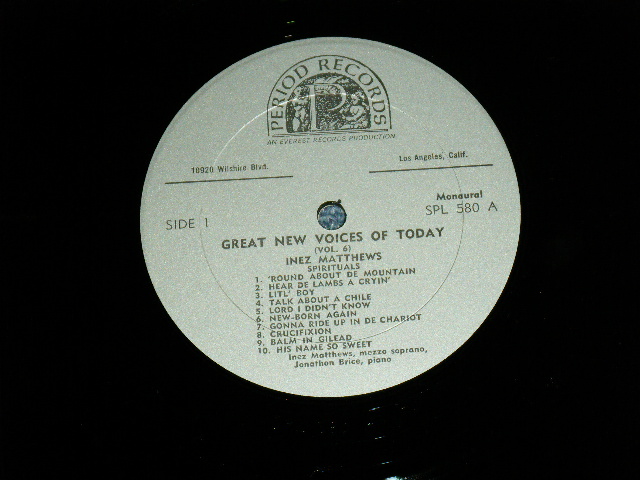 PERIOD RECORDS
P
AN EVEREST RECORDS PRODUCTION
10920 Wilshire Blvd.
Los Angeles, Calif.
SIDE 1
Monaural
SPL 580 A
GREAT NEW VOICES OF TODAY
(VOL. 6)
INEZ MATTHEWS
SPIRITUALS
1. 'ROUND ABOUT DE MOUNTAIN
2. HEAR DE LAMBS A CRYIN'
3. LITL' BOY
4. TALK ABOUT A CHILE
5. LORD I DIDN'T KNOW
6. NEW-BORN AGAIN
7. GONNA RIDE UP IN DE CHARIOT
8. CRUCIFIXION
9. BALM IN GILEAD
10. HIS NAME SO SWEET
Inez Matthews, mezzo soprano,
Jonathan Brice, piano